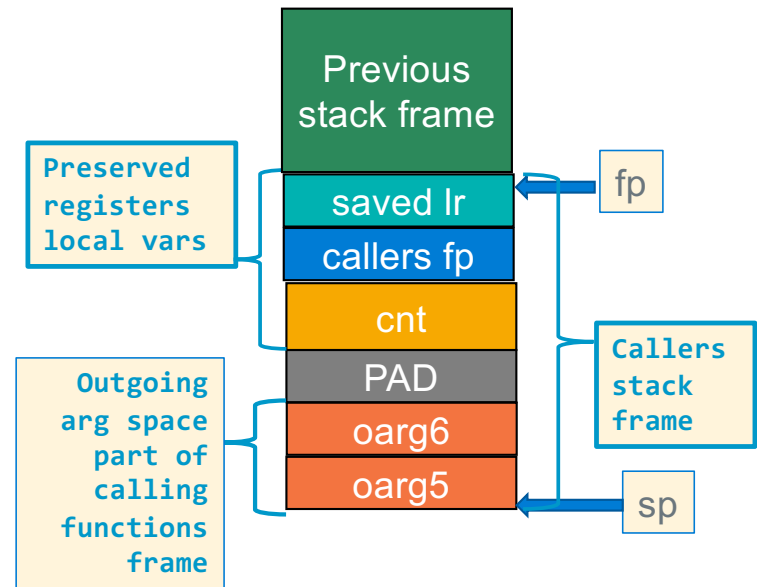 Previous
stack frame
Preserved
registers
local vars
fp
saved lr
callers fp
cnt
Callers
stack
frame
PAD
Outgoing
arg space
part of
calling
functions
frame
oarg6
oarg5
sp